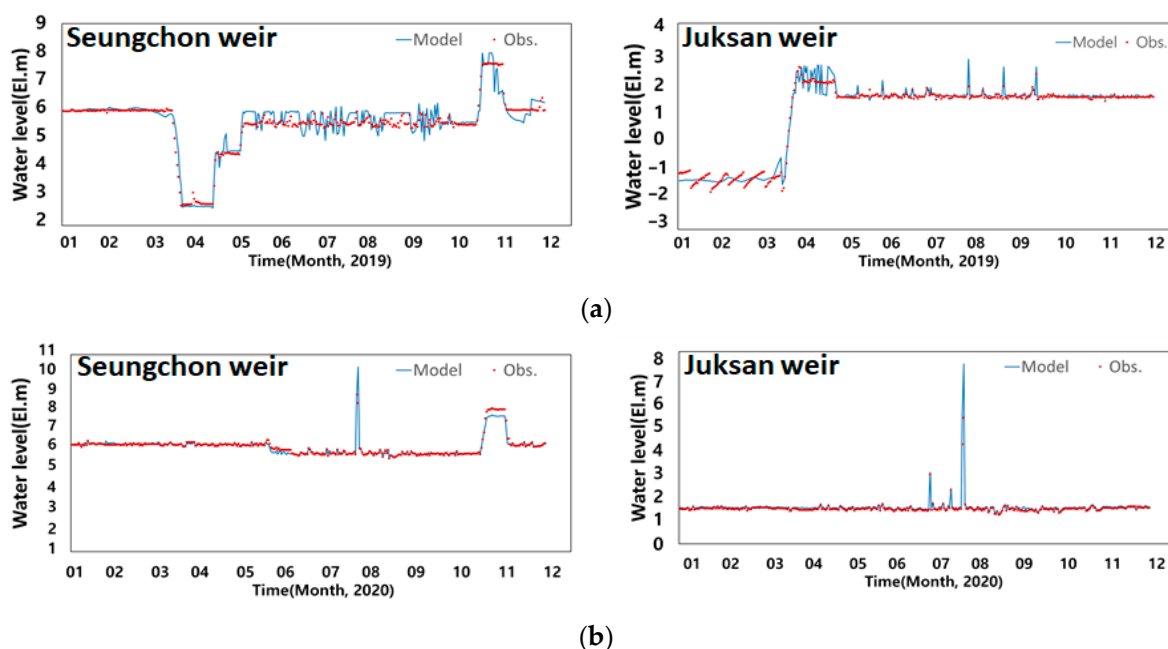 Seungchon weir
Model Obs.
Water level(El.m)
9
8
7
6
5
4
3
2
01 02 03 04 05 06 07 08 09 10 11 12
Time(Month, 2019)
Juksan weir
Model Obs.
Water level(El.m)
4
3
2
1
0
−1
−2
−3
01 02 03 04 05 06 07 08 09 10 11 12
Time(Month, 2019)
(a)
Seungchon weir
Model Obs.
Water level(El.m)
11
10
9
8
7
6
5
4
3
2
1
01 02 03 04 05 06 07 08 09 10 11 12
Time(Month, 2020)
Juksan weir
Model Obs.
Water level(El.m)
8
7
6
5
4
3
2
1
0
01 02 03 04 05 06 07 08 09 10 11 12
Time(Month, 2020)
(b)